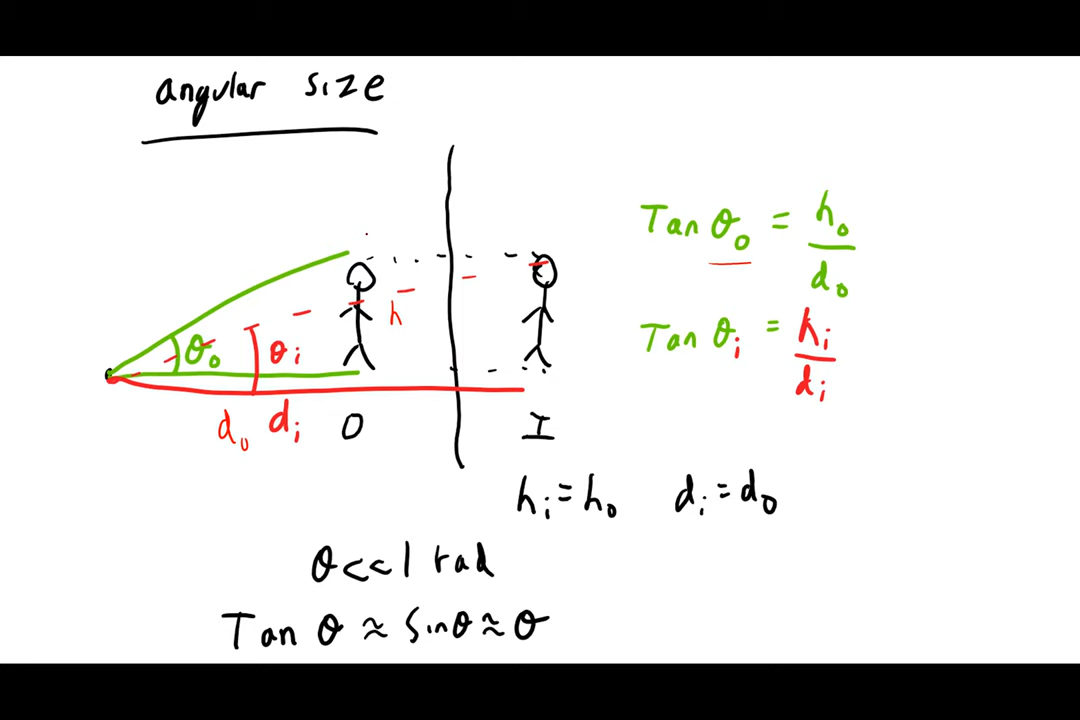 angular size
Tan θo = ho/do
h
θo
θi
Tan θi = hi/di
do di O I
hi = ho di = do
θ << 1 rad
Tan θ ≈ Sinθ ≈ θ